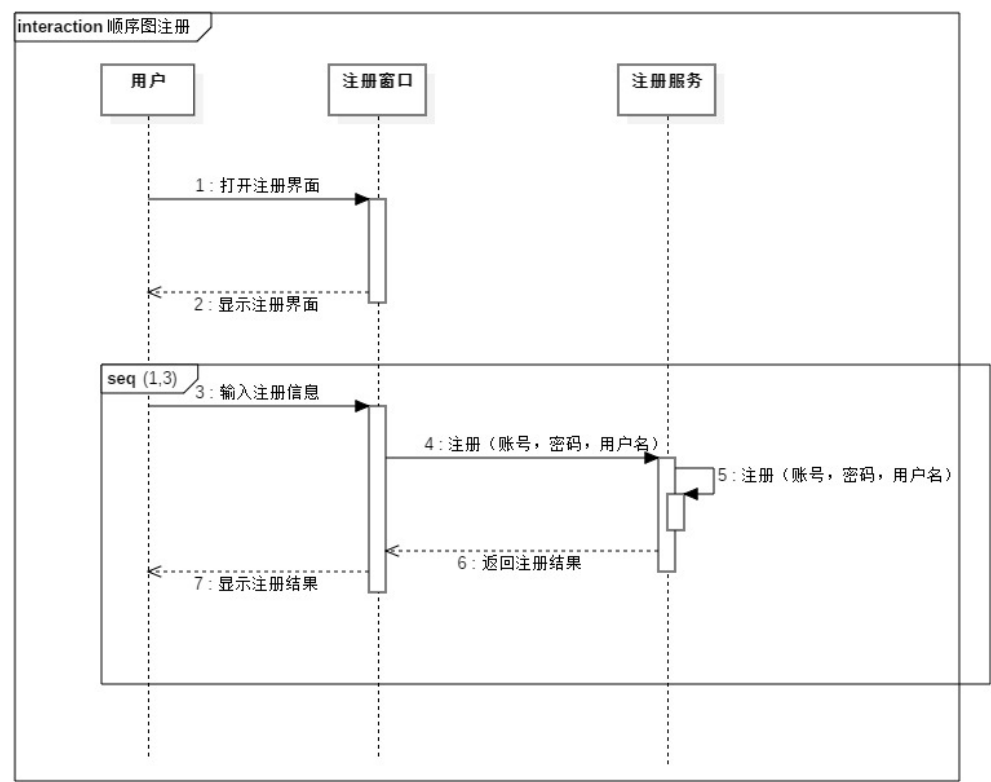 interaction 顺序图注册
用户
注册窗口
注册服务
1 : 打开注册界面
2 : 显示注册界面
seq (1,3)
3 : 输入注册信息
4 : 注册（账号，密码，用户名）
5 : 注册（账号，密码，用户名）
6 : 返回注册结果
7 : 显示注册结果